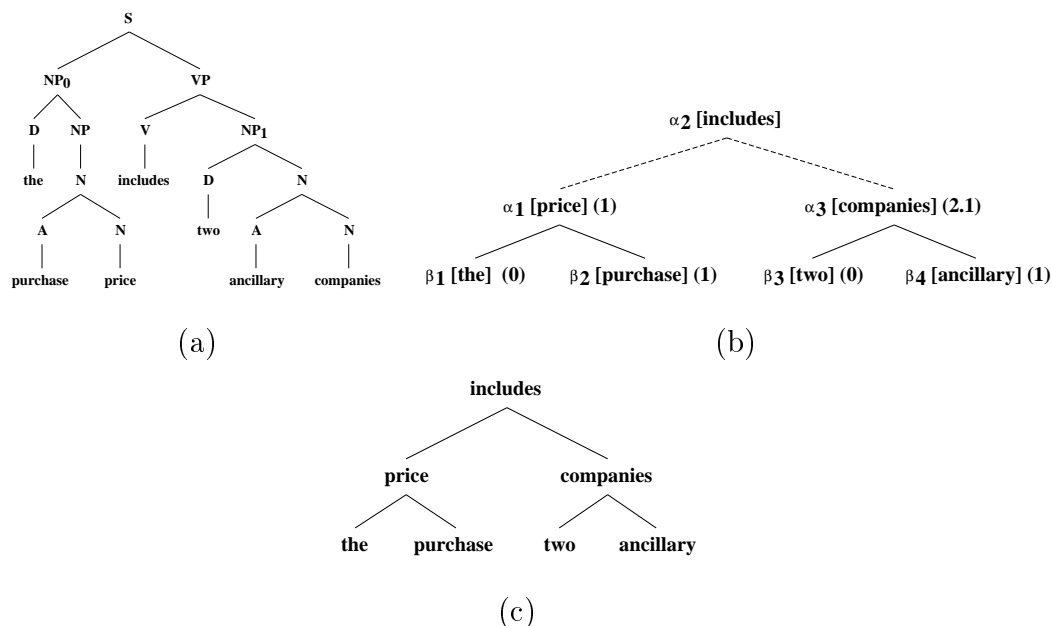 S
NP0 VP
D NP V NP1
the N includes D N
A N two A N
purchase price ancillary companies
(a)
α2 [includes]
α1 [price] (1) α3 [companies] (2.1)
β1 [the] (0) β2 [purchase] (1) β3 [two] (0) β4 [ancillary] (1)
(b)
includes
price companies
the purchase two ancillary
(c)